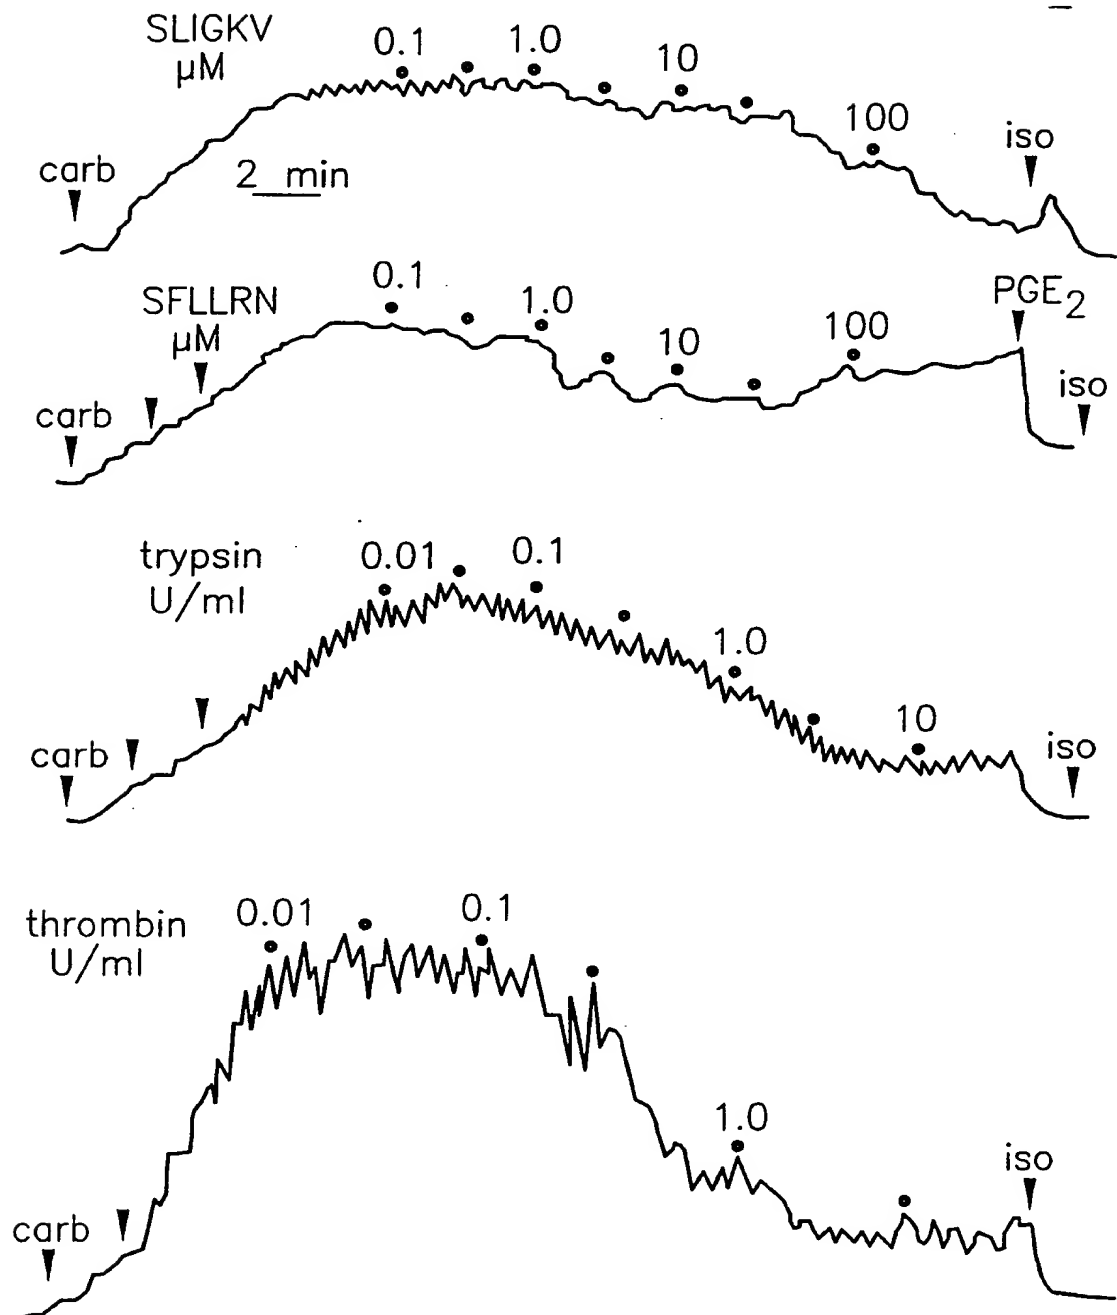 SLIGKV
µM
0.1
1.0
10
100
carb
2 min
iso
SFLLRN
µM
0.1
1.0
10
100
PGE2
carb
iso
trypsin
U/ml
0.01
0.1
1.0
10
carb
iso
thrombin
U/ml
0.01
0.1
1.0
carb
iso